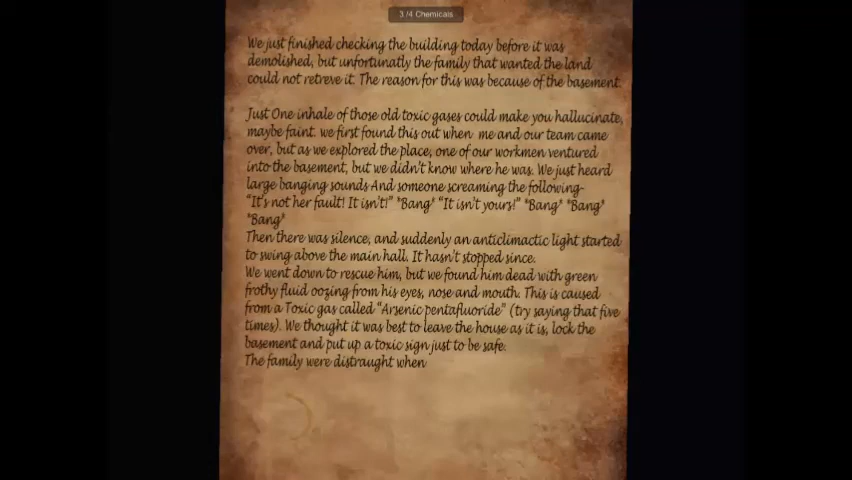 3 /4 Chemicals
We just finished checking the building today before it was
demolished, but unfortunatly the family that wanted the land
could not retreve it. The reason for this was because of the basement.
Just One inhale of those old toxic gases could make you hallucinate,
maybe faint. we first found this out when me and our team came
over, but as we explored the place, one of our workmen ventured
into the basement, but we didn't know where he was. We just heard
large banging sounds And someone screaming the following-
"It's not her fault! It isn't!" *Bang* "It isn't yours!" *Bang* *Bang*
*Bang*
Then there was silence, and suddenly an anticlimactic light started
to swing above the main hall. It hasn't stopped since.
We went down to rescue him, but we found him dead with green
frothy fluid oozing from his eyes, nose and mouth. This is caused
from a Toxic gas called "Arsenic pentafluoride" (try saying that five
times). We thought it was best to leave the house as it is, lock the
basement and put up a toxic sign just to be safe.
The family were distraught when